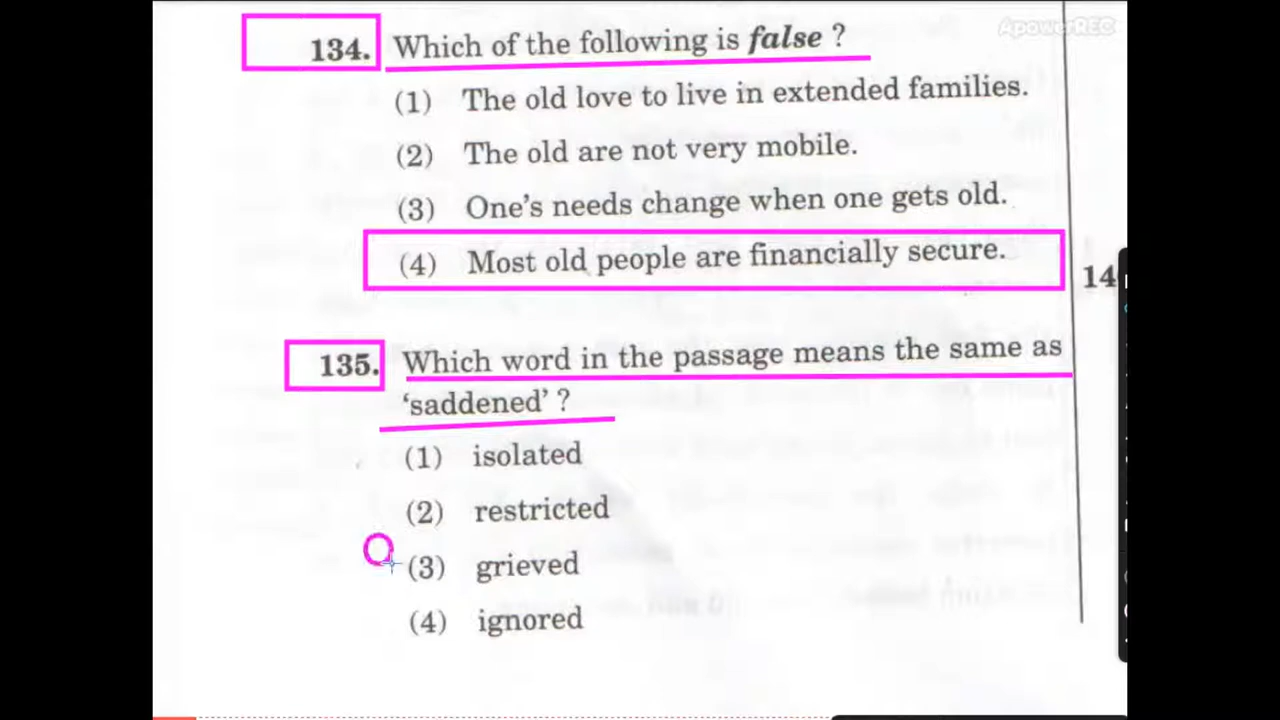 ApowerREC
134. Which of the following is false ?
(1) The old love to live in extended families.
(2) The old are not very mobile.
(3) One's needs change when one gets old.
(4) Most old people are financially secure.
14
135. Which word in the passage means the same as
‘saddened’ ?
(1) isolated
(2) restricted
(3) grieved
(4) ignored